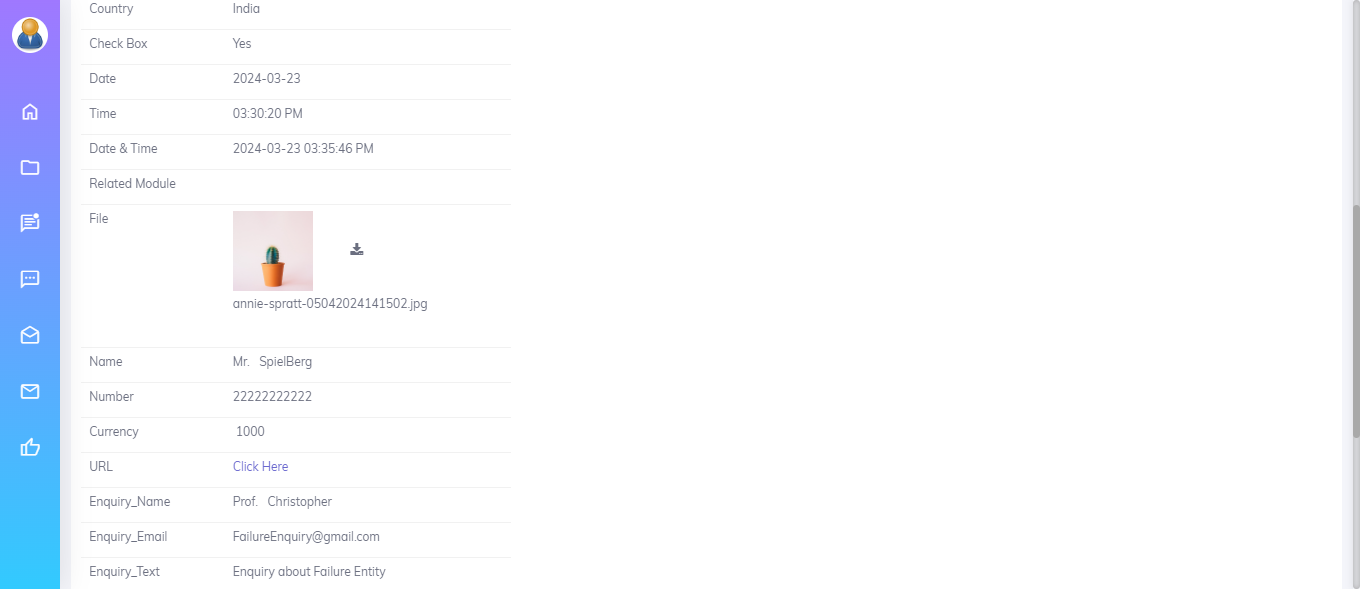 Country India
Check Box Yes
Date 2024-03-23
Time 03:30:20 PM
Date & Time 2024-03-23 03:35:46 PM
Related Module
File
annie-spratt-05042024141502.jpg
Name Mr. SpielBerg
Number 22222222222
Currency 1000
URL Click Here
Enquiry_Name Prof. Christopher
Enquiry_Email FailureEnquiry@gmail.com
Enquiry_Text Enquiry about Failure Entity